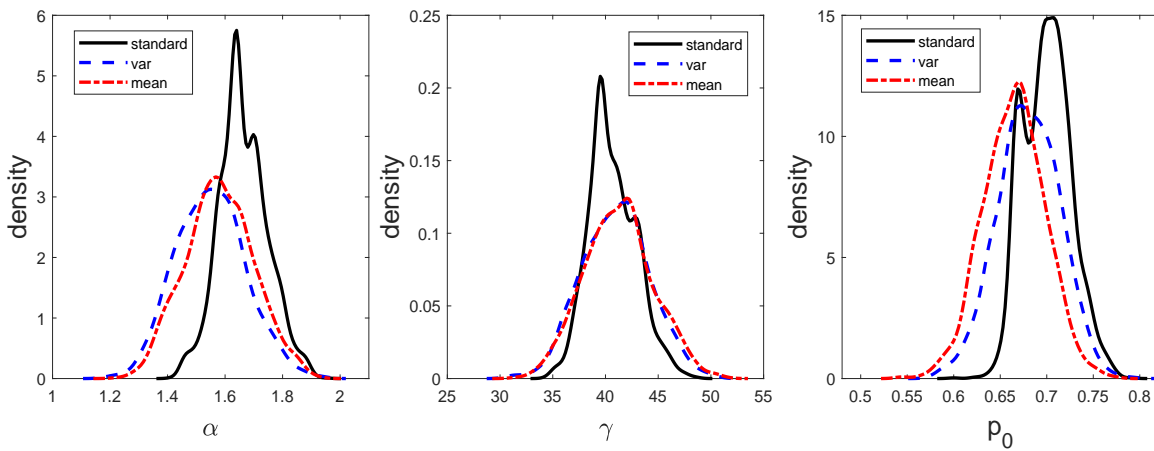 6
5
4
3
2
1
0
density
standard
var
mean
1 1.2 1.4 1.6 1.8 2
α
0.25
0.2
0.15
0.1
0.05
0
density
standard
var
mean
25 30 35 40 45 50 55
γ
15
10
5
0
density
standard
var
mean
0.5 0.55 0.6 0.65 0.7 0.75 0.8
p₀